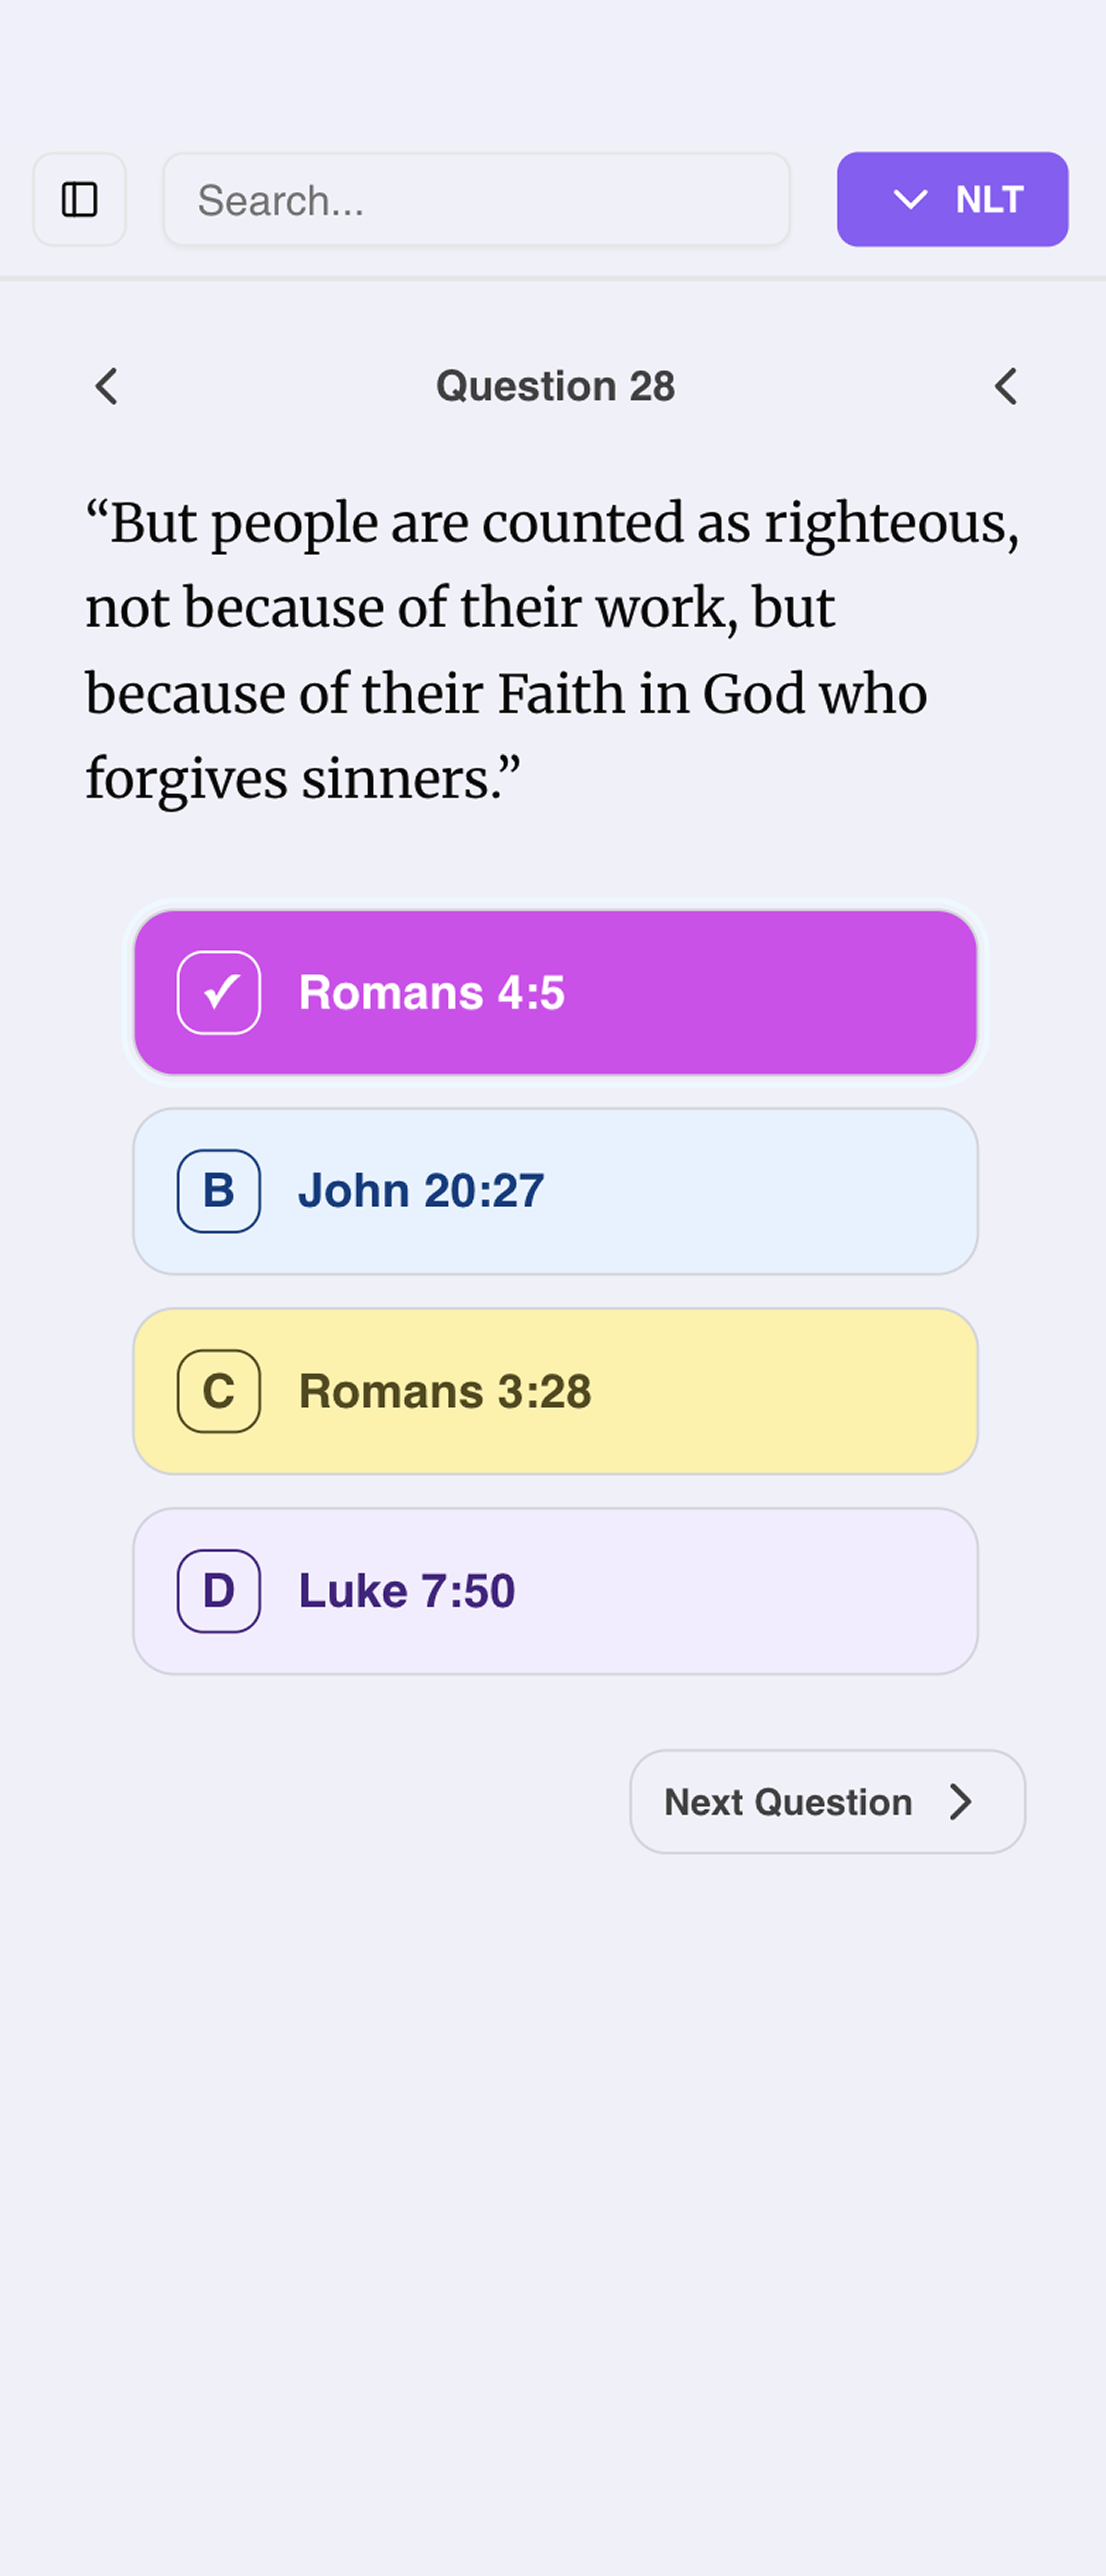 Search...
NLT
Question 28
“But people are counted as righteous,
not because of their work, but
because of their Faith in God who
forgives sinners.”
✓ Romans 4:5
B John 20:27
C Romans 3:28
D Luke 7:50
Next Question